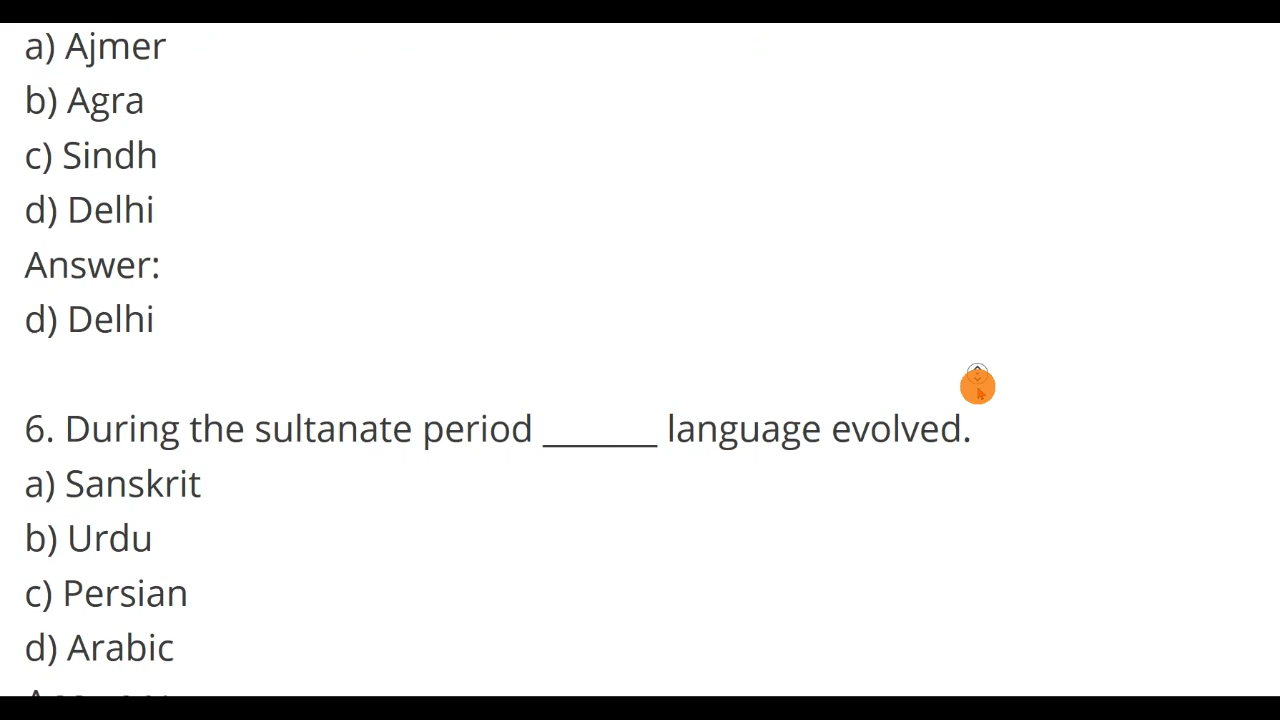 a) Ajmer
b) Agra
c) Sindh
d) Delhi
Answer:
d) Delhi
6. During the sultanate period ______ language evolved.
a) Sanskrit
b) Urdu
c) Persian
d) Arabic